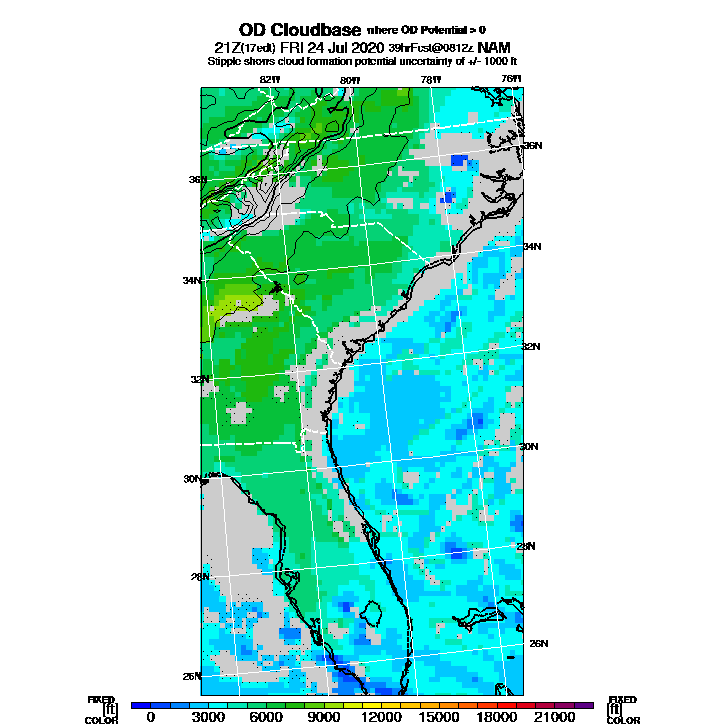 OD Cloudbase where OD Potential > 0
21Z(17edt) FRI 24 Jul 2020 39hrFcst@0812z NAM
Stipple shows cloud formation potential uncertainty of +/- 1000 ft
82W 80W 78W 76W
36N
36N
34N
34N
32N
32N
30N
30N
28N
28N
26N
26N
FIXED FIXED
[ft] 0 3000 6000 9000 12000 15000 18000 21000 [ft]
COLOR COLOR